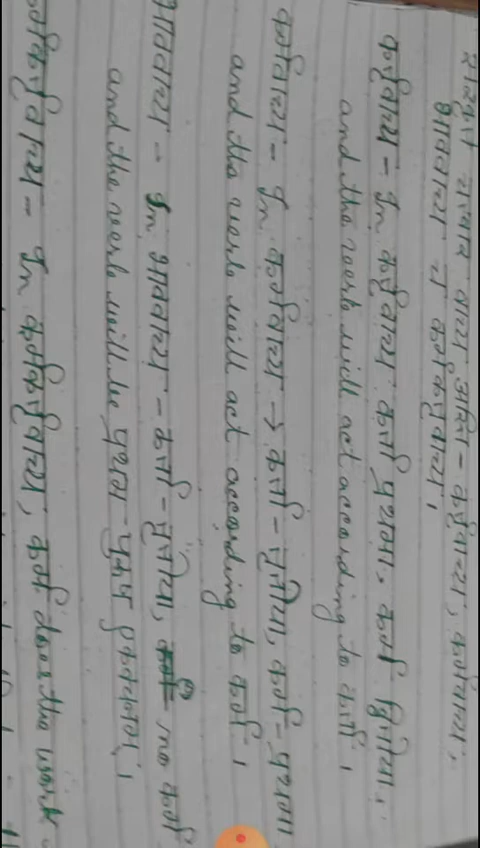 चत्वार वाच्य - कर्तृवाच्य, कर्मवाच्य,
भाववाच्य च कर्मकर्तृवाच्य।
कर्तृवाच्य - In कर्तृवाच्य कर्ता प्रथमा, कर्म द्वितीया,
and the verb will act according to कर्ता।
कर्मवाच्य - In कर्मवाच्य → कर्ता - तृतीया, कर्म - प्रथमा
and the verb will act according to कर्म।
भाववाच्य - In भाववाच्य - कर्ता - तृतीया, no कर्म
and the verb will be प्रथम पुरुष एकवचन,।
कर्मकर्तृवाच्य - In कर्मकर्तृवाच्य, कर्म does the work